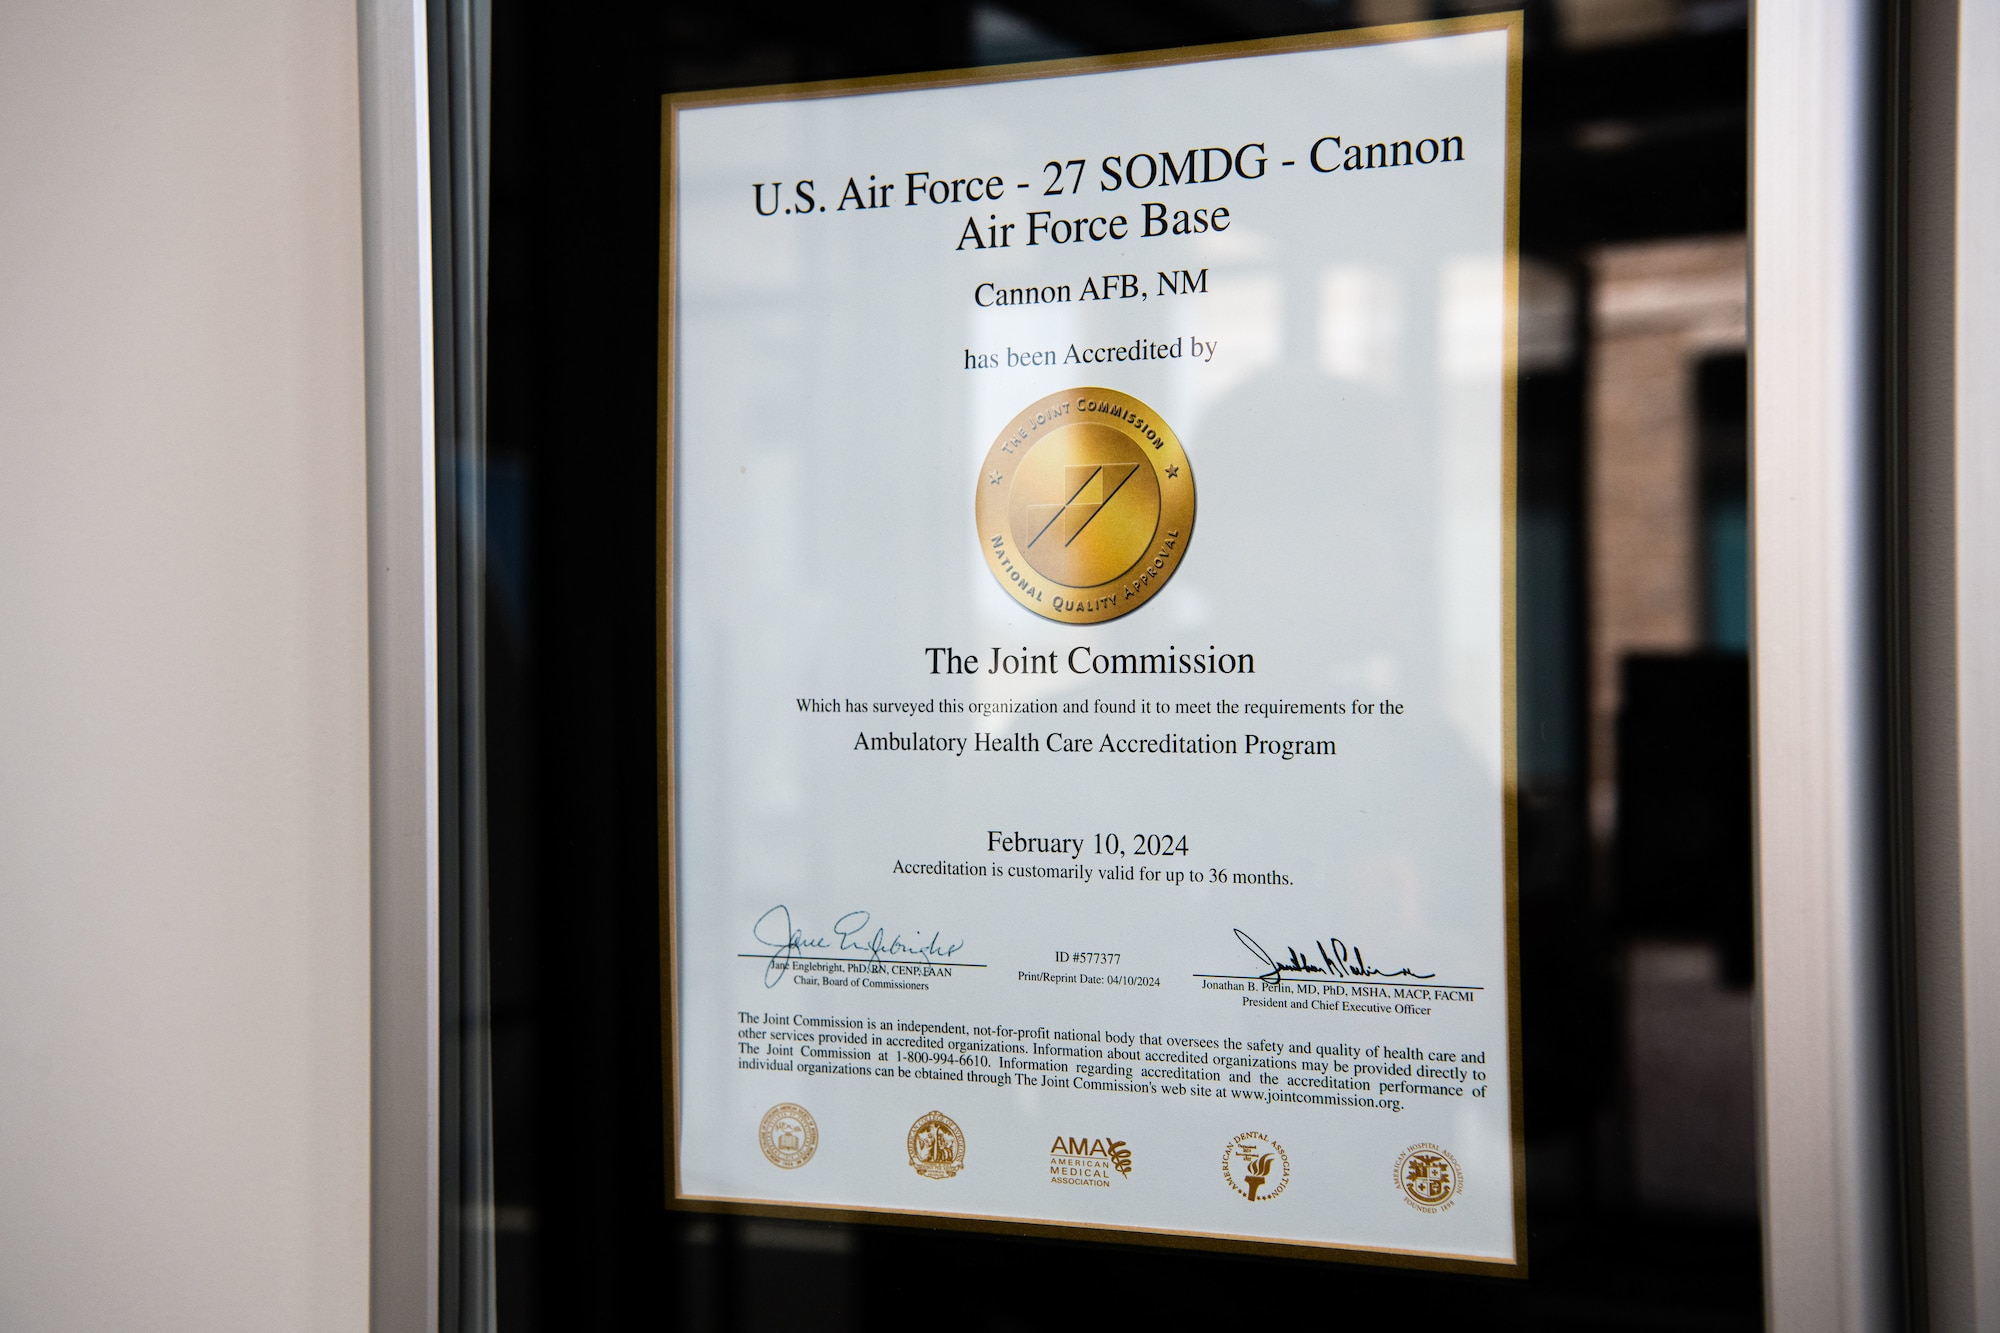 U.S. Air Force - 27 SOMDG - Cannon
Air Force Base
Cannon AFB, NM
has been Accredited by
THE JOINT COMMISSION
NATIONAL QUALITY APPROVAL
The Joint Commission
Which has surveyed this organization and found it to meet the requirements for the
Ambulatory Health Care Accreditation Program
February 10, 2024
Accreditation is customarily valid for up to 36 months.
Jane Englebright
Jane Englebright, PhD, RN, CENP, FAAN
Chair, Board of Commissioners
ID #577377
Print/Reprint Date: 04/10/2024
Jonathan B. Perlin, MD, PhD, MSHA, MACP, FACMI
President and Chief Executive Officer
The Joint Commission is an independent, not-for-profit national body that oversees the safety and quality of health care and
other services provided in accredited organizations. Information about accredited organizations may be provided directly to
The Joint Commission at 1-800-994-6610. Information regarding accreditation and the accreditation performance of
individual organizations can be obtained through The Joint Commission's web site at www.jointcommission.org.
AMA
AMERICAN
MEDICAL
ASSOCIATION
AMERICAN DENTAL ASSOCIATION
AMERICAN HOSPITAL ASSOCIATION
FOUNDED 1898